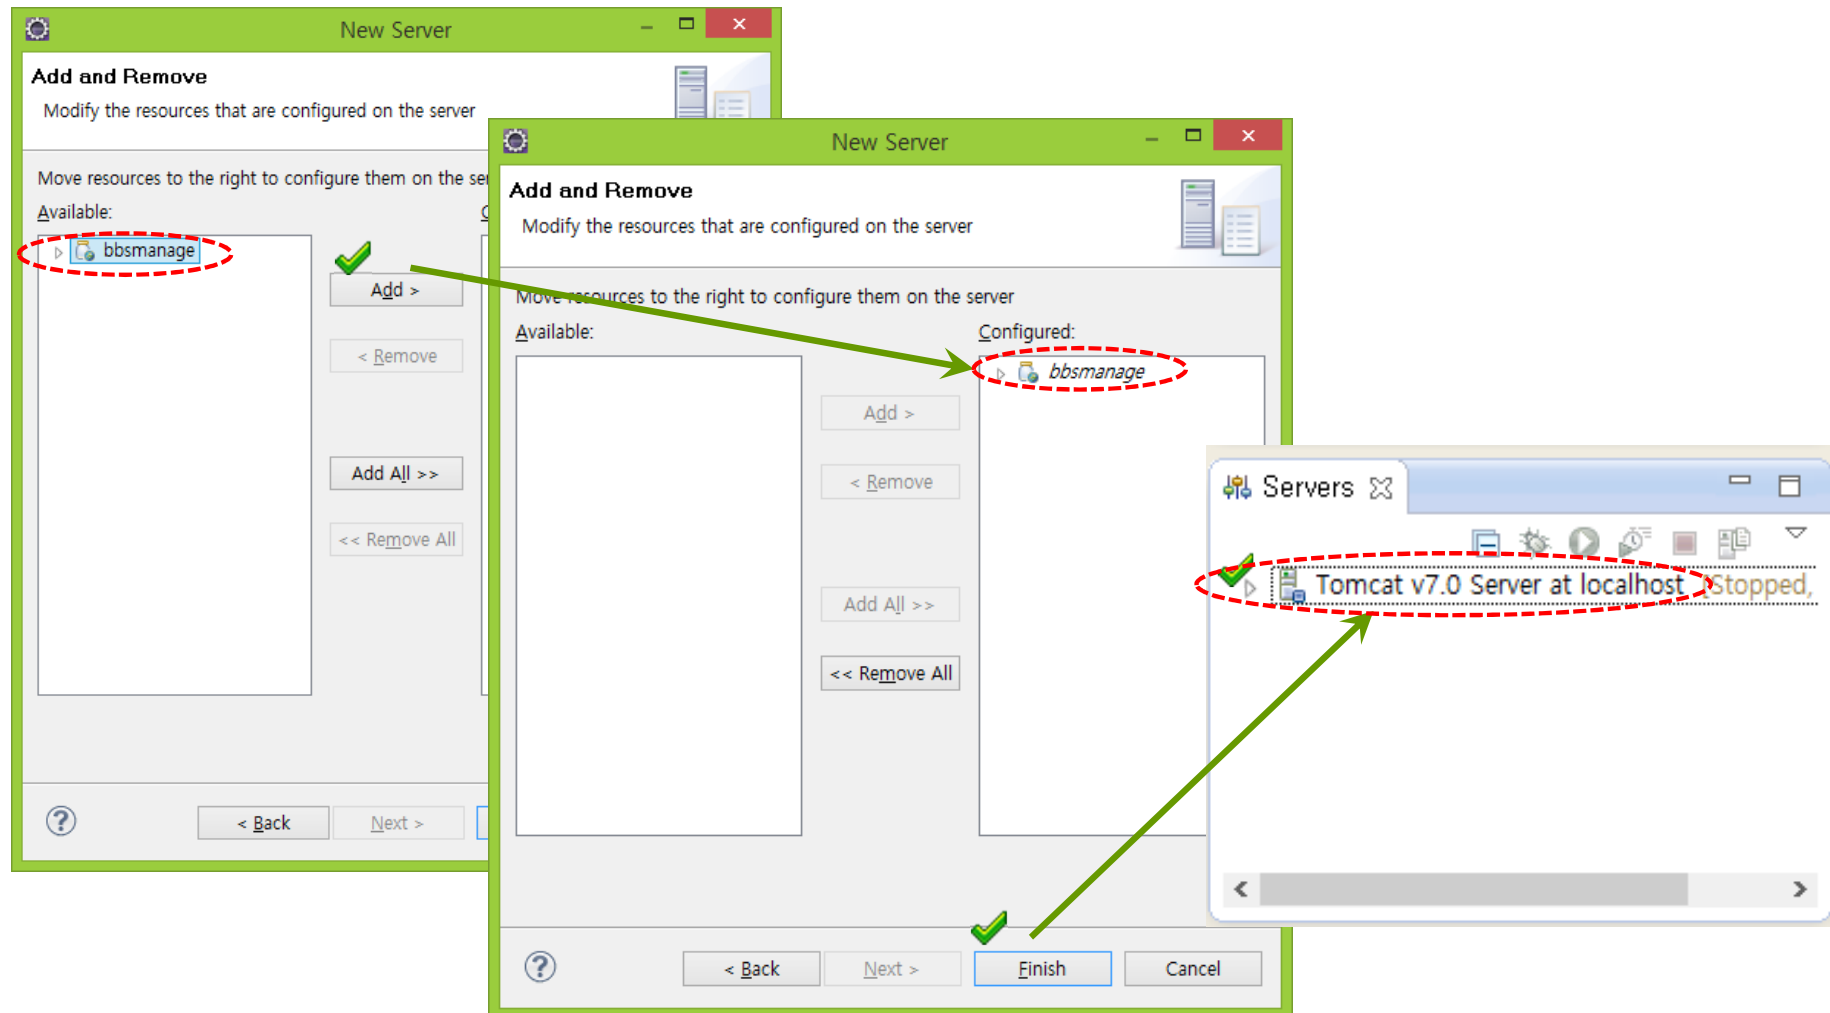 New Server
Add and Remove
Modify the resources that are configured on the server
Move resources to the right to configure them on the
Available:
bbsmanage
Add >
< Remove
Add All >>
<< Remove All
< Back
Next >
New Server
Add and Remove
Modify the resources that are configured on the server
Move resources to the right to configure them on the server
Available:
Configured:
bbsmanage
Add >
< Remove
Add All >>
<< Remove All
< Back
Next >
Finish
Cancel
Servers
Tomcat v7.0 Server at localhost [Stopped,